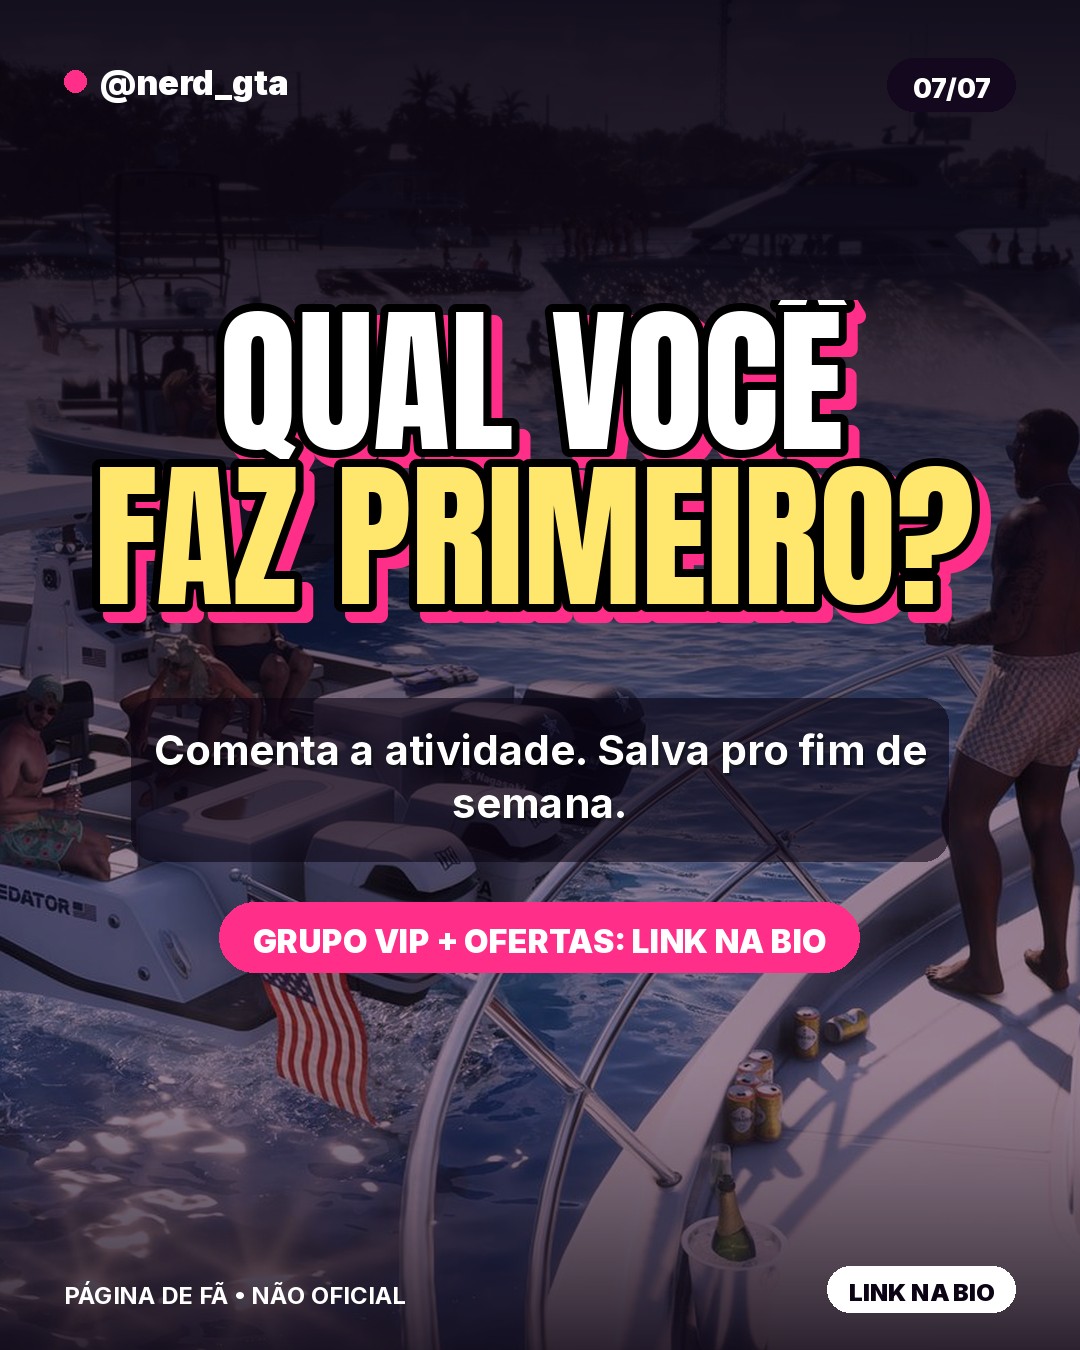 @nerd_gta
07/07
QUAL VOCÊ
FAZ PRIMEIRO?
Comenta a atividade. Salva pro fim de
semana.
EDATOR
GRUPO VIP + OFERTAS: LINK NA BIO
PÁGINA DE FÃ • NÃO OFICIAL
LINK NA BIO